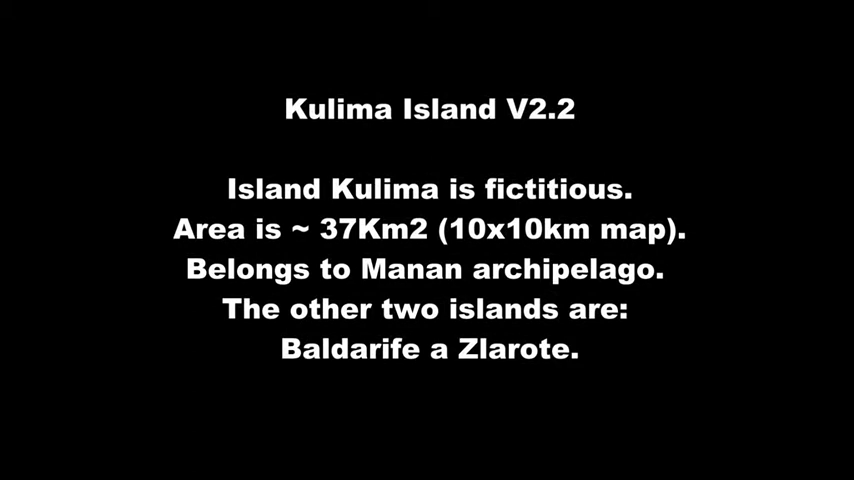 Kulima Island V2.2
Island Kulima is fictitious.
Area is ~ 37Km2 (10x10km map).
Belongs to Manan archipelago.
The other two islands are:
Baldarife a Zlarote.